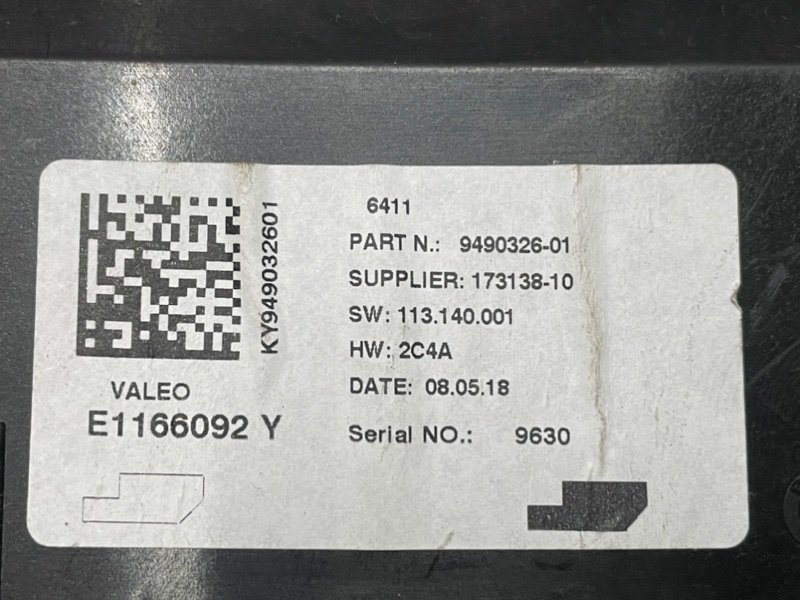 KY949032601
VALEO
E1166092 Y
6411
PART N.: 9490326-01
SUPPLIER: 173138-10
SW: 113.140.001
HW: 2C4A
DATE: 08.05.18
Serial NO.: 9630